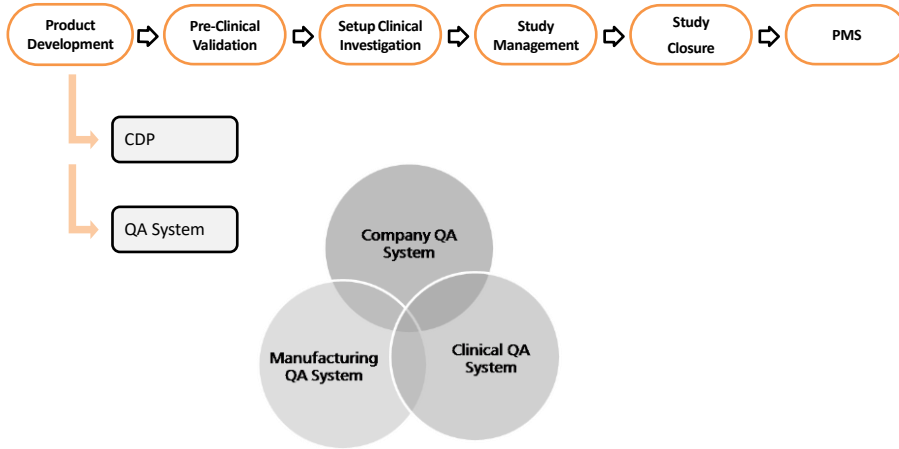 Product
Development
Pre-Clinical
Validation
Setup Clinical
Investigation
Study
Management
Study
Closure
PMS
CDP
QA System
Company QA
System
Manufacturing
QA System
Clinical QA
System